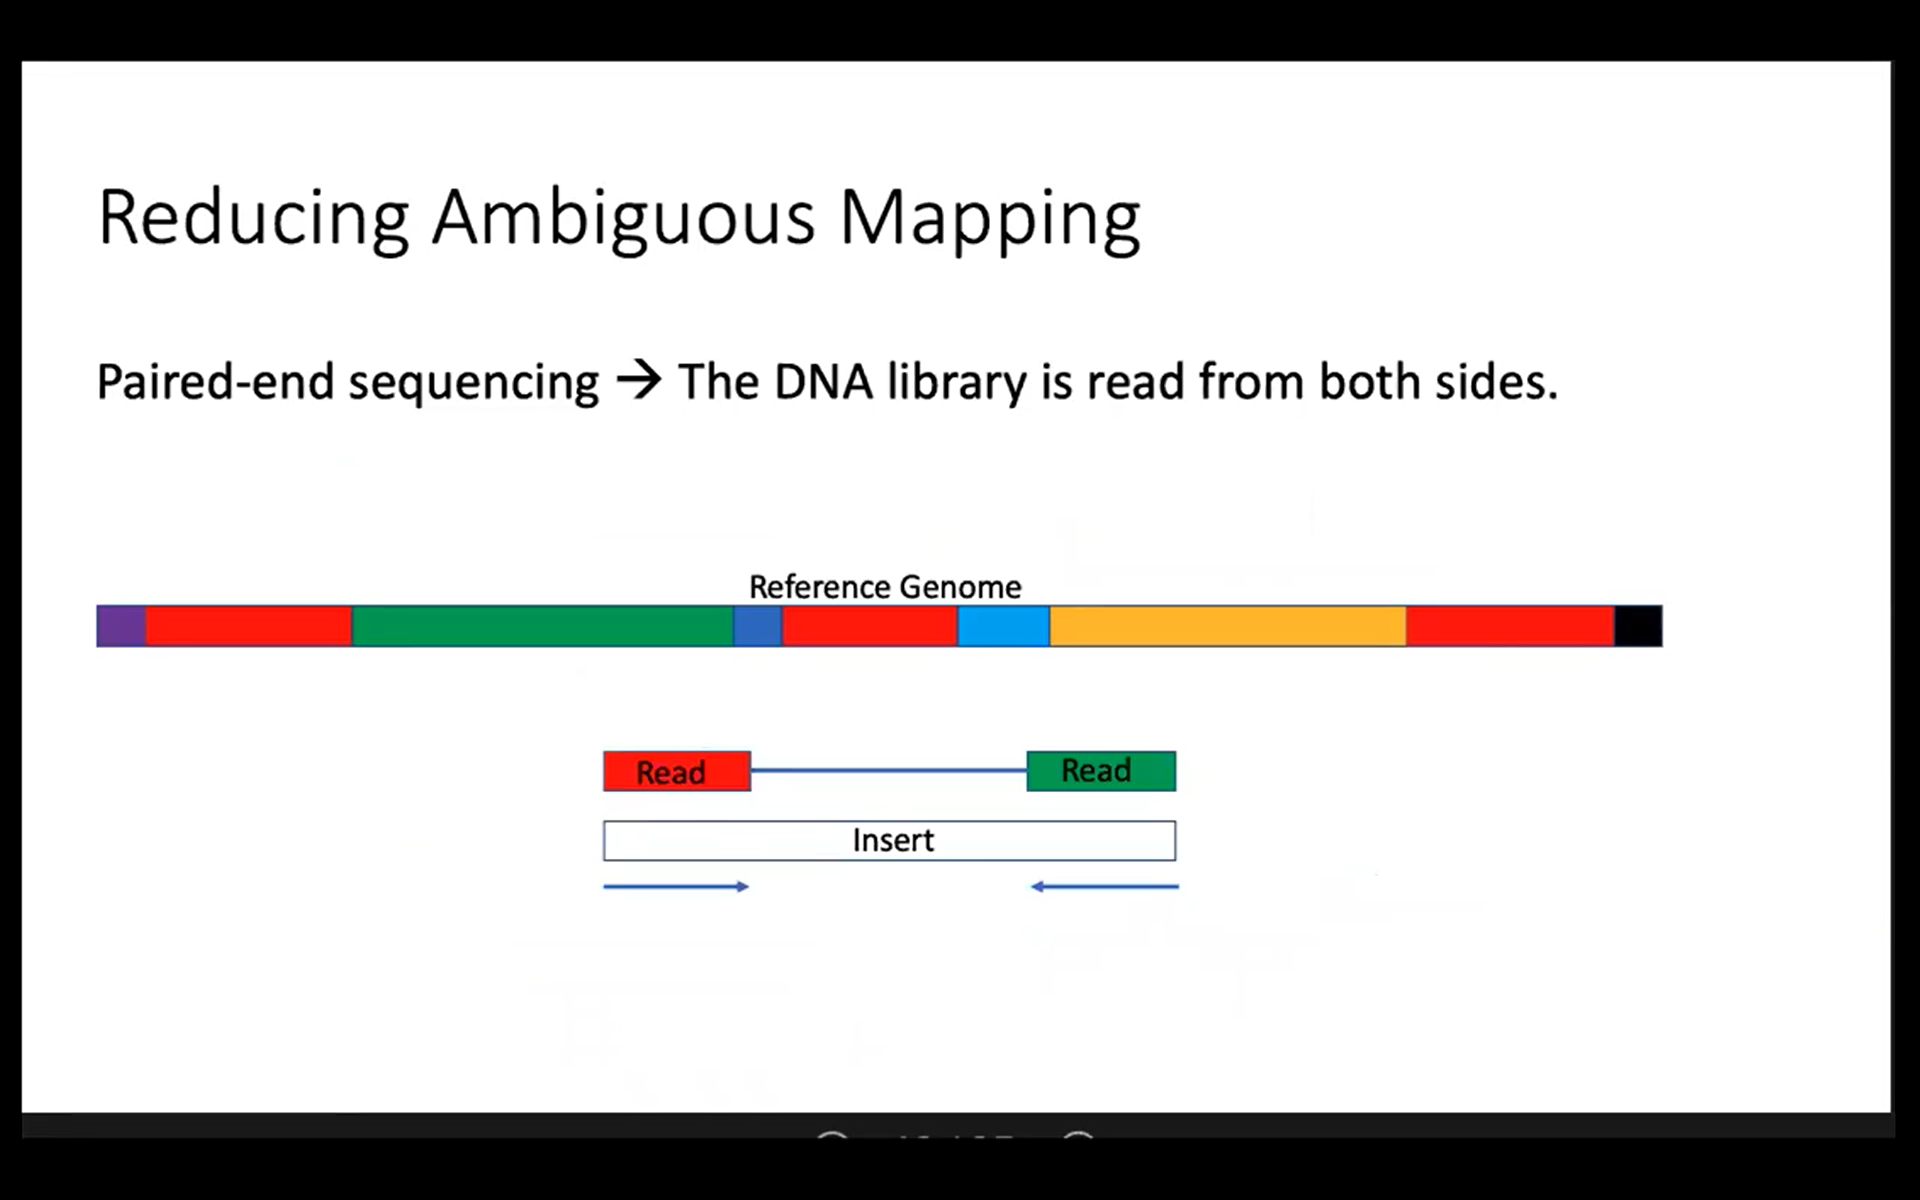 Reducing Ambiguous Mapping
Paired-end sequencing → The DNA library is read from both sides.
Reference Genome
Read Read
Insert